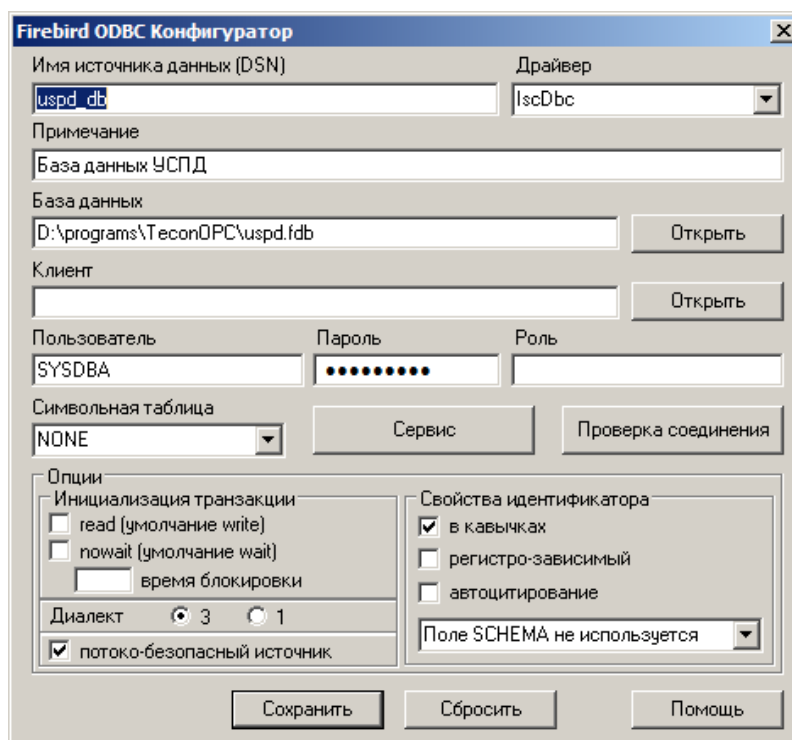 Firebird ODBC Конфигуратор
Имя источника данных (DSN) Драйвер
uspd_db IscDbc
Примечание
База данных УСПД
База данных
D:\programs\TeconOPC\uspd.fdb Открыть
Клиент
Открыть
Пользователь Пароль Роль
SYSDBA •••••••••
Символьная таблица
NONE Сервис Проверка соединения
Опции
Инициализация транзакции Свойства идентификатора
read (умолчание write) в кавычках
nowait (умолчание wait) регистро-зависимый
время блокировки автоцитирование
Диалект 3 1 Поле SCHEMA не используется
потоко-безопасный источник
Сохранить Сбросить Помощь